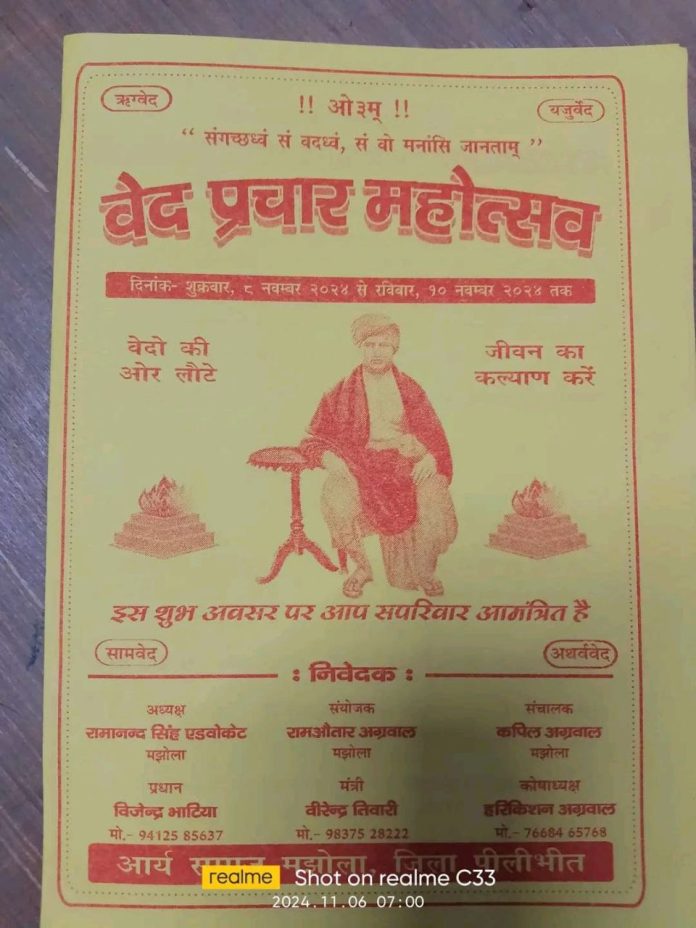 ऋग्वेद
!! ओ३म् !!
यजुर्वेद
“ संगच्छध्वं सं वदध्वं, सं वो मनांसि जानताम् ”
वेद प्रचार महोत्सव
दिनांक- शुक्रवार, ८ नवम्बर २०२४ से रविवार, १० नवम्बर २०२४ तक
वेदो की
ओर लौटे
जीवन का
कल्याण करें
इस शुभ अवसर पर आप सपरिवार आमंत्रित है
सामवेद
अथर्ववेद
: निवेदक :
अध्यक्ष
रामानन्द सिंह एडवोकेट
मझोला
संयोजक
रामऔतार अग्रवाल
मझोला
संचालक
कपिल अग्रवाल
मझोला
प्रधान
विजेन्द्र भाटिया
मो.- 94125 85637
मंत्री
वीरेन्द्र तिवारी
मो.- 98375 28222
कोषाध्यक्ष
हरिकिशन अग्रवाल
मो.- 76684 65768
आर्य समाज मझोला, जिला पीलीभीत
realme Shot on realme C33
2024.11.06 07:00